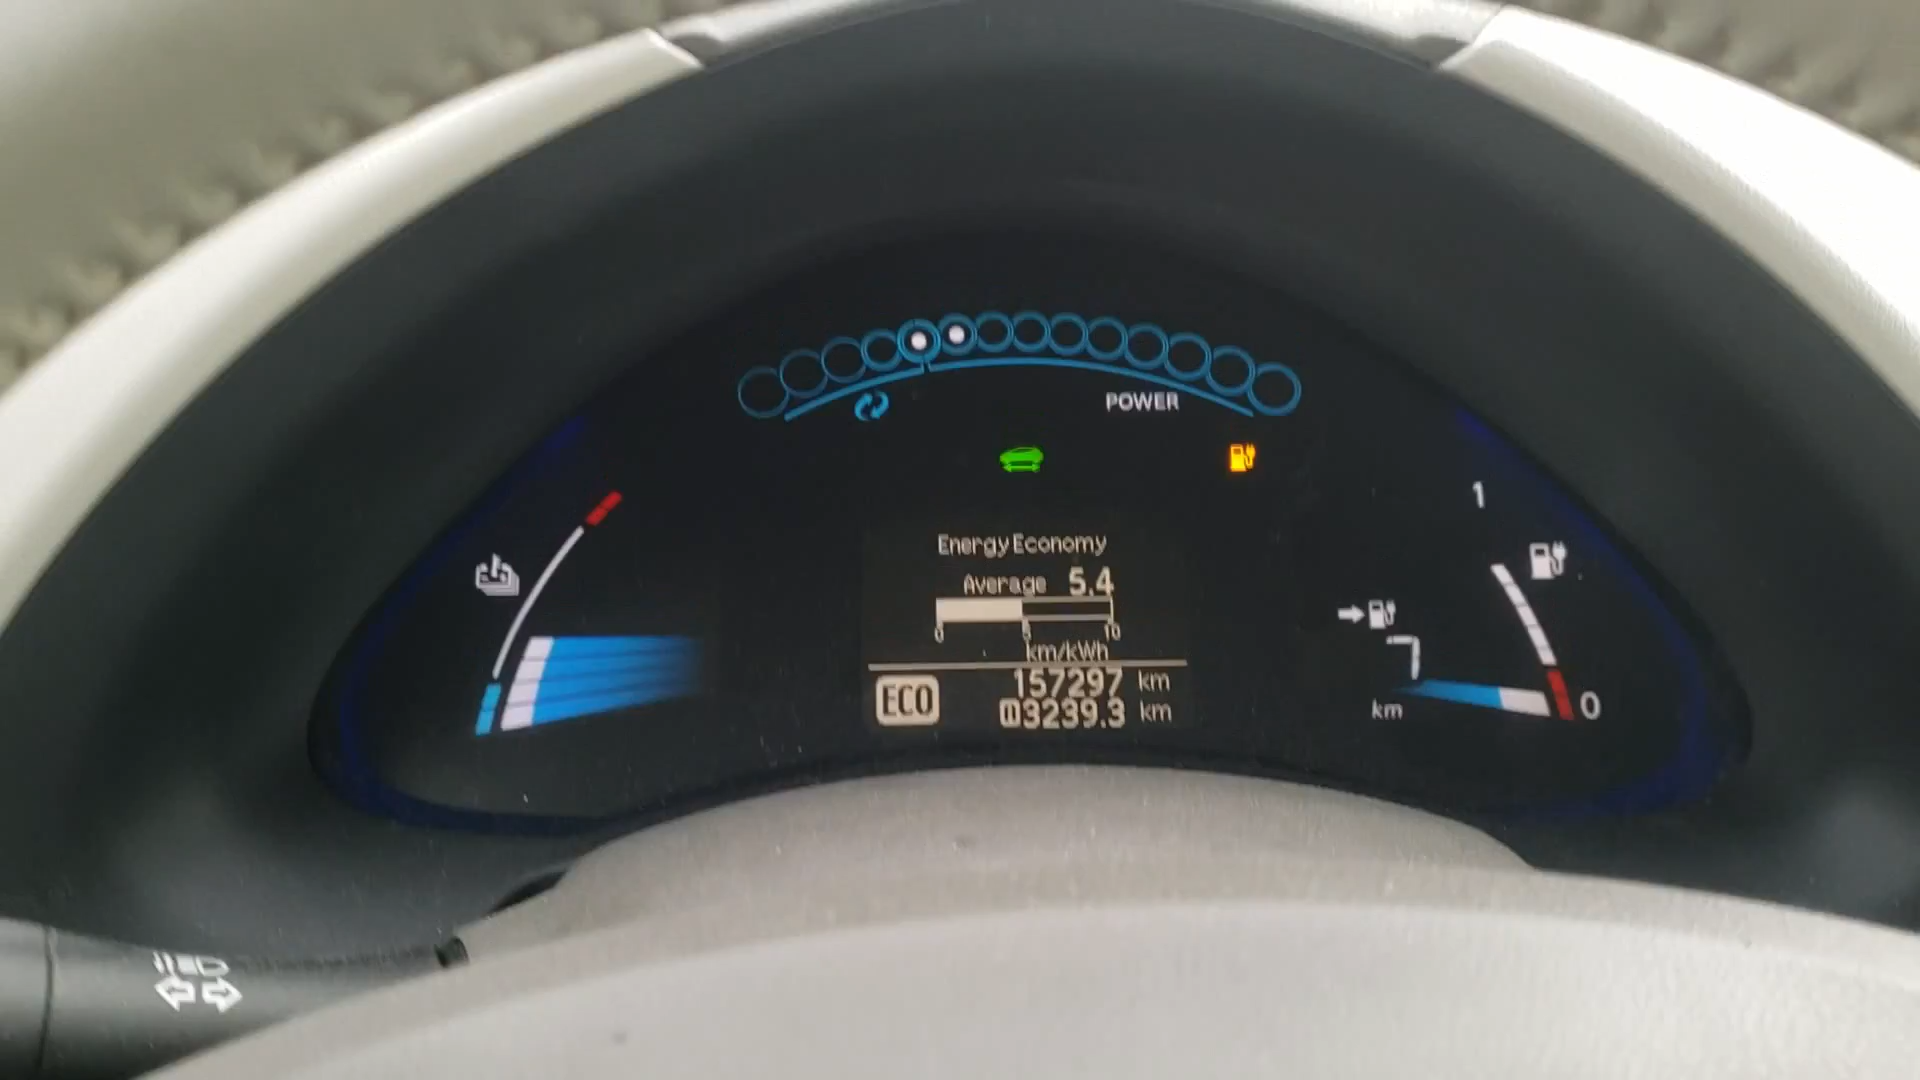 POWER
1
Energy Economy
Average 5.4
0 5 10
km/kWh
ECO
157297 km
3239.3 km
km
0